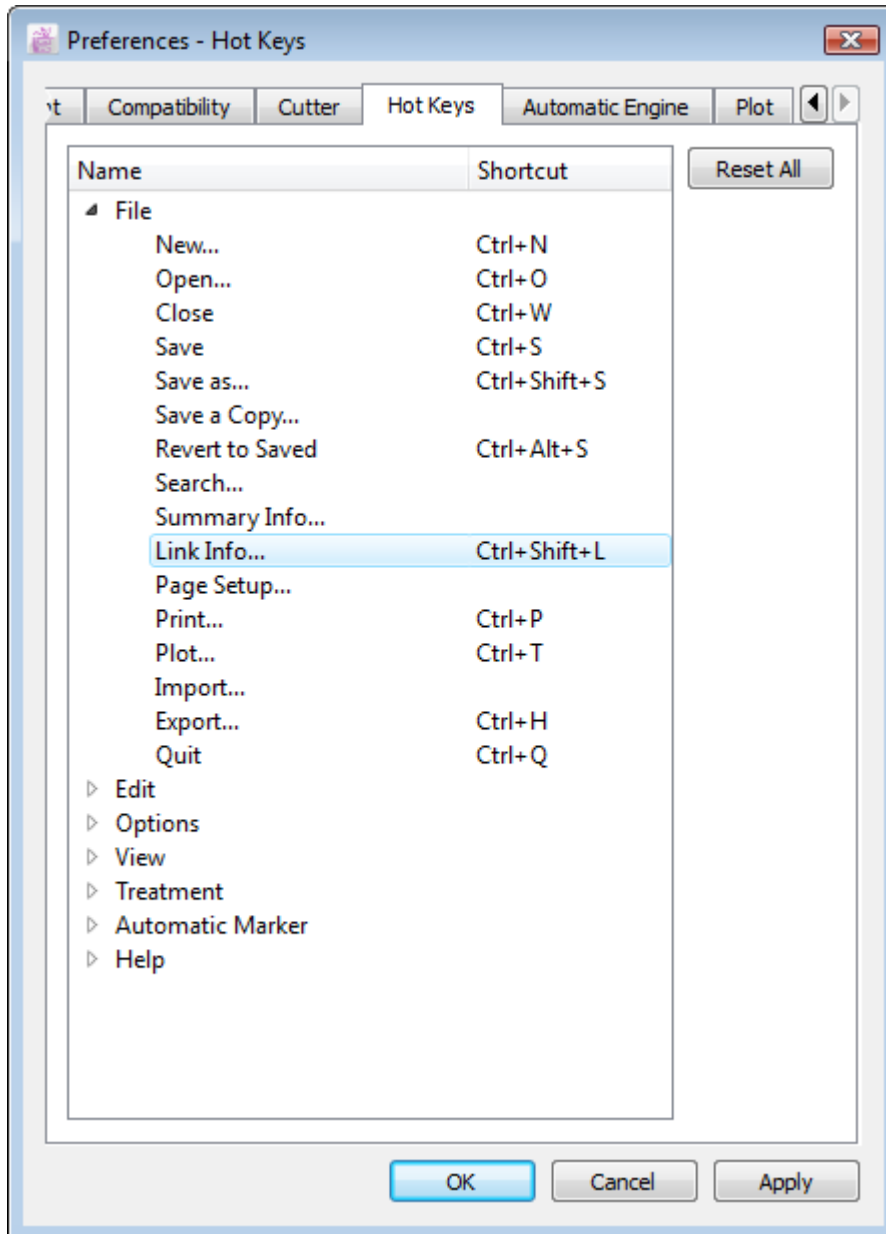 Preferences - Hot Keys
Compatibility Cutter Hot Keys Automatic Engine Plot
Name Shortcut Reset All
File
New... Ctrl+N
Open... Ctrl+O
Close Ctrl+W
Save Ctrl+S
Save as... Ctrl+Shift+S
Save a Copy...
Revert to Saved Ctrl+Alt+S
Search...
Summary Info...
Link Info... Ctrl+Shift+L
Page Setup...
Print... Ctrl+P
Plot... Ctrl+T
Import...
Export... Ctrl+H
Quit Ctrl+Q
Edit
Options
View
Treatment
Automatic Marker
Help
OK Cancel Apply